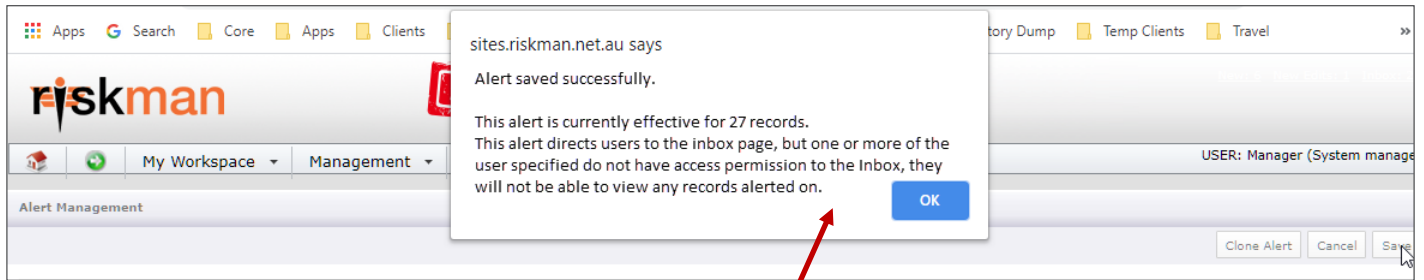 Apps Search Core Apps Clients tory Dump Temp Clients Travel »
sites.riskman.net.au says
Alert saved successfully.
This alert is currently effective for 27 records.
This alert directs users to the inbox page, but one or more of the
user specified do not have access permission to the Inbox, they
will not be able to view any records alerted on.
OK
riskman
My Workspace Management
USER: Manager (System manage
Alert Management
Clone Alert Cancel Save